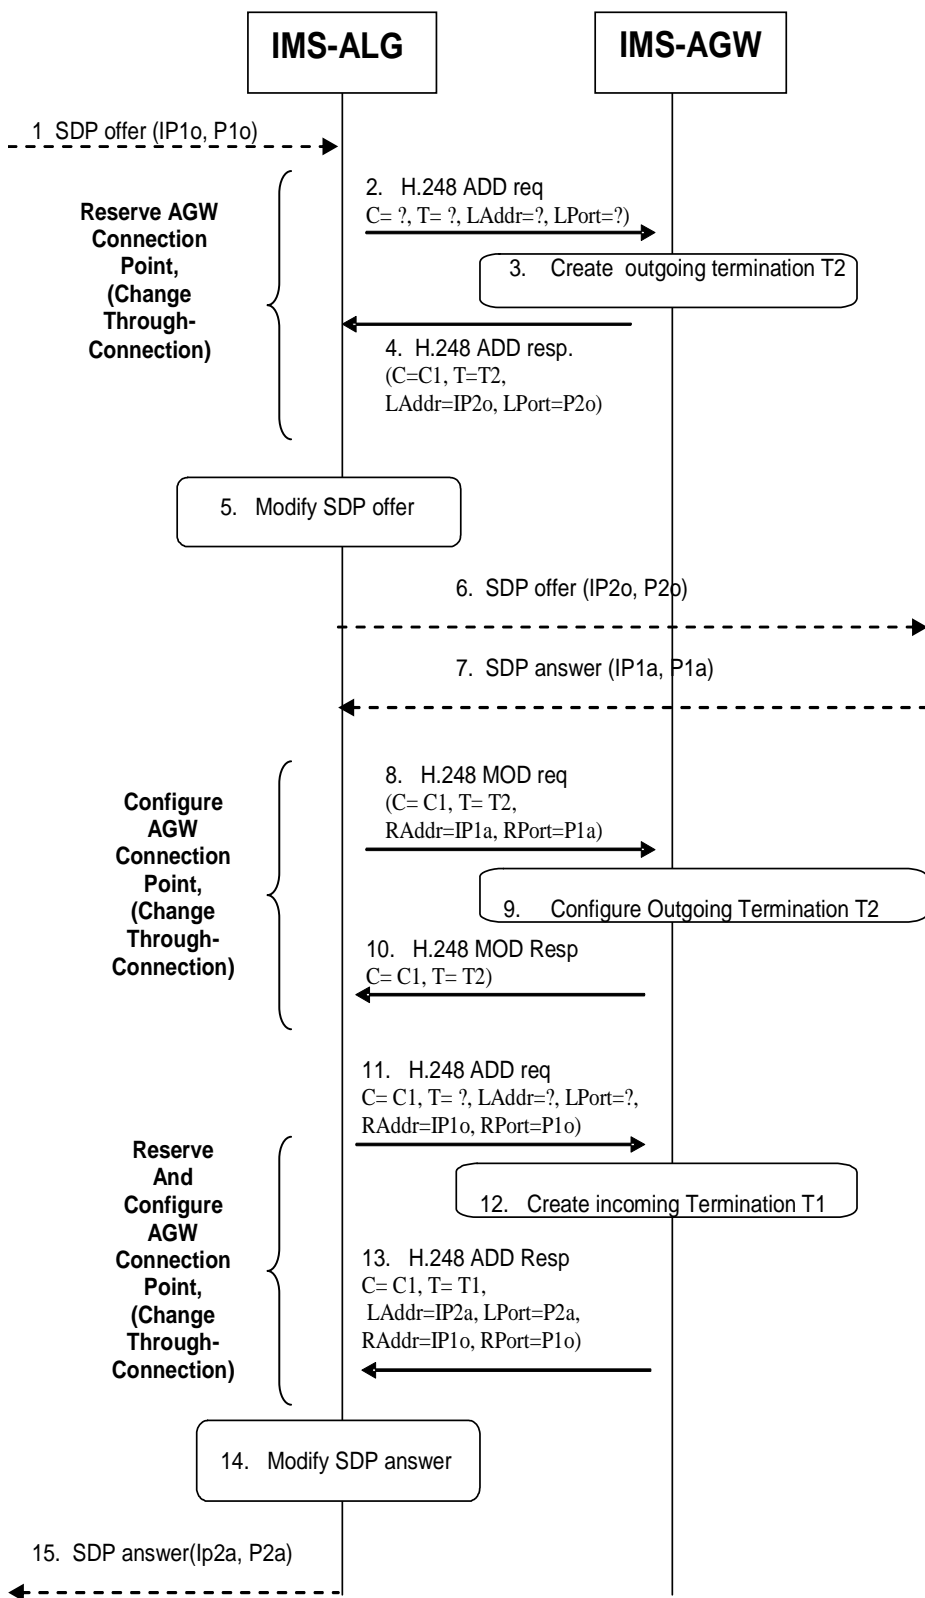 IMS-ALG
IMS-AGW
1 SDP offer (IP1o, P1o)
2. H.248 ADD req
C= ?, T= ?, LAddr=?, LPort=?)
Reserve AGW
Connection
Point,
(Change
Through-
Connection)
3. Create outgoing termination T2
4. H.248 ADD resp.
(C=C1, T=T2,
LAddr=IP2o, LPort=P2o)
5. Modify SDP offer
6. SDP offer (IP2o, P2o)
7. SDP answer (IP1a, P1a)
8. H.248 MOD req
(C= C1, T= T2,
RAddr=IP1a, RPort=P1a)
Configure
AGW
Connection
Point,
(Change
Through-
Connection)
9. Configure Outgoing Termination T2
10. H.248 MOD Resp
C= C1, T= T2)
11. H.248 ADD req
C= C1, T= ?, LAddr=?, LPort=?,
RAddr=IP1o, RPort=P1o)
Reserve
And
Configure
AGW
Connection
Point,
(Change
Through-
Connection)
12. Create incoming Termination T1
13. H.248 ADD Resp
C= C1, T= T1,
LAddr=IP2a, LPort=P2a,
RAddr=IP1o, RPort=P1o)
14. Modify SDP answer
15. SDP answer(Ip2a, P2a)